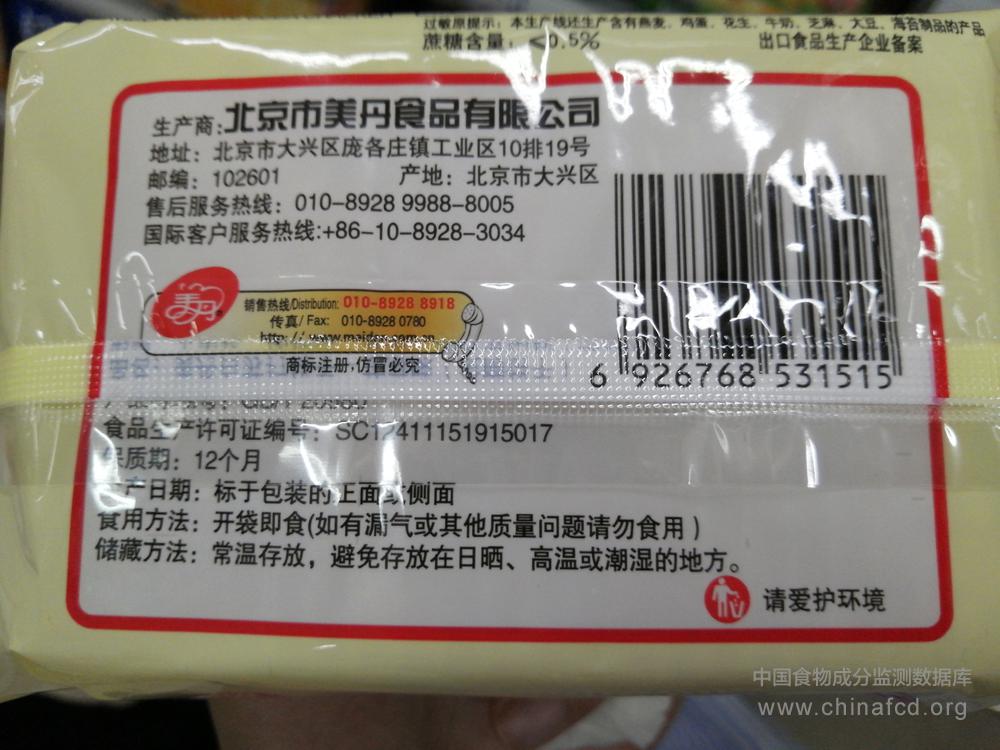 过敏原提示：本生产线还生产含有燕麦、鸡蛋、花生、牛奶、芝麻、大豆、海苔制品的产品
蔗糖含量：<0.5%
出口食品生产企业备案
生产商:北京市美丹食品有限公司
地址：北京市大兴区庞各庄镇工业区10排19号
邮编：102601 产地：北京市大兴区
售后服务热线：010-8928 9988-8005
国际客户服务热线:+86-10-8928-3034
美丹
销售热线/Distribution: 010-8928 8918
传真/ Fax: 010-8928 0780
商标注册,仿冒必究
6 926768 531515
食品生产许可证编号：SC12411151915017
保质期：12个月
生产日期：标于包装的正面或侧面
食用方法：开袋即食(如有漏气或其他质量问题请勿食用）
储藏方法：常温存放，避免存放在日晒、高温或潮湿的地方。
请爱护环境
中国食物成分监测数据库
www.chinafcd.org